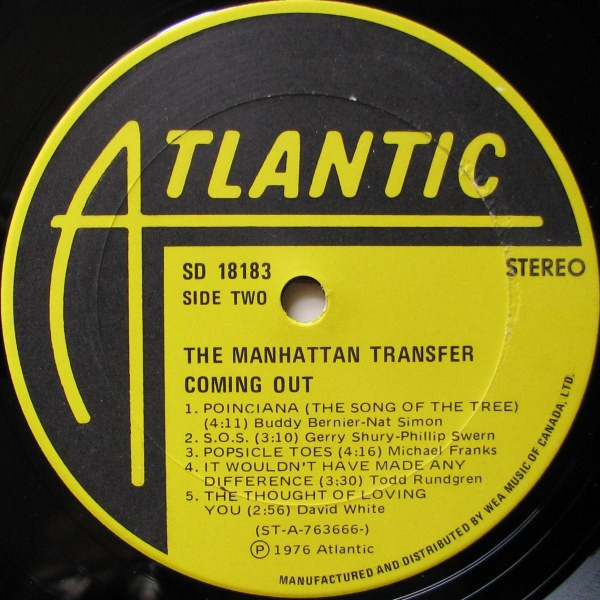 ATLANTIC
SD 18183
STEREO
SIDE TWO
THE MANHATTAN TRANSFER
COMING OUT
1. POINCIANA (THE SONG OF THE TREE)
(4:11) Buddy Bernier-Nat Simon
2. S.O.S. (3:10) Gerry Shury-Phillip Swern
3. POPSICLE TOES (4:16) Michael Franks
4. IT WOULDN'T HAVE MADE ANY
DIFFERENCE (3:30) Todd Rundgren
5. THE THOUGHT OF LOVING
YOU (2:56) David White
(ST-A-763666-)
Ⓟ 1976 Atlantic
MANUFACTURED AND DISTRIBUTED BY WEA MUSIC OF CANADA, LTD.